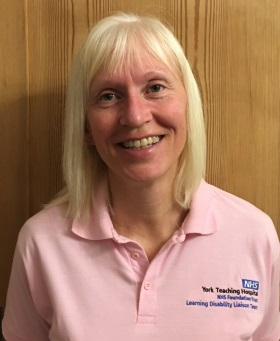 NHS
York Teaching Hospital
NHS Foundation Trust
Learning Disability Liaison Team